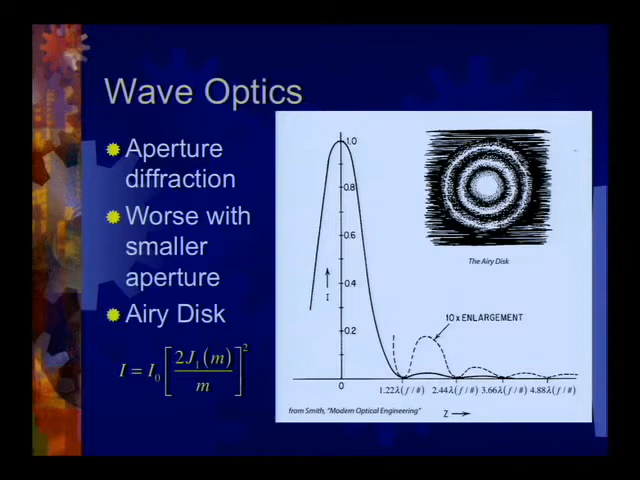 Wave Optics
Aperture
diffraction
Worse with
smaller
aperture
Airy Disk
I = I₀ [2J₁(m)/m]²
1.0
0.8
0.6
0.4
0.2
I
0
10 x ENLARGEMENT
The Airy Disk
1.22λ(f/#) 2.44λ(f/#) 3.66λ(f/#) 4.88λ(f/#)
from Smith, "Modern Optical Engineering"
Z